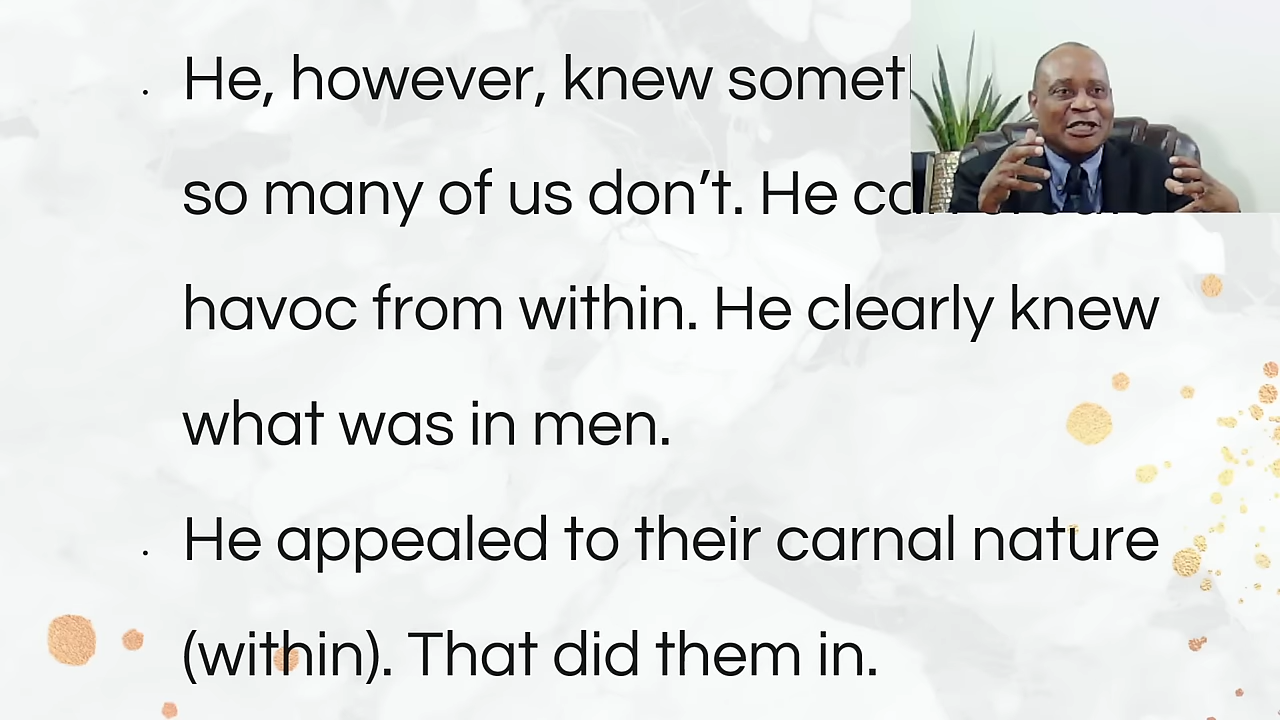 He, however, knew
so many of us don’t. He
havoc from within. He clearly knew
what was in men.
He appealed to their carnal nature
(within). That did them in.